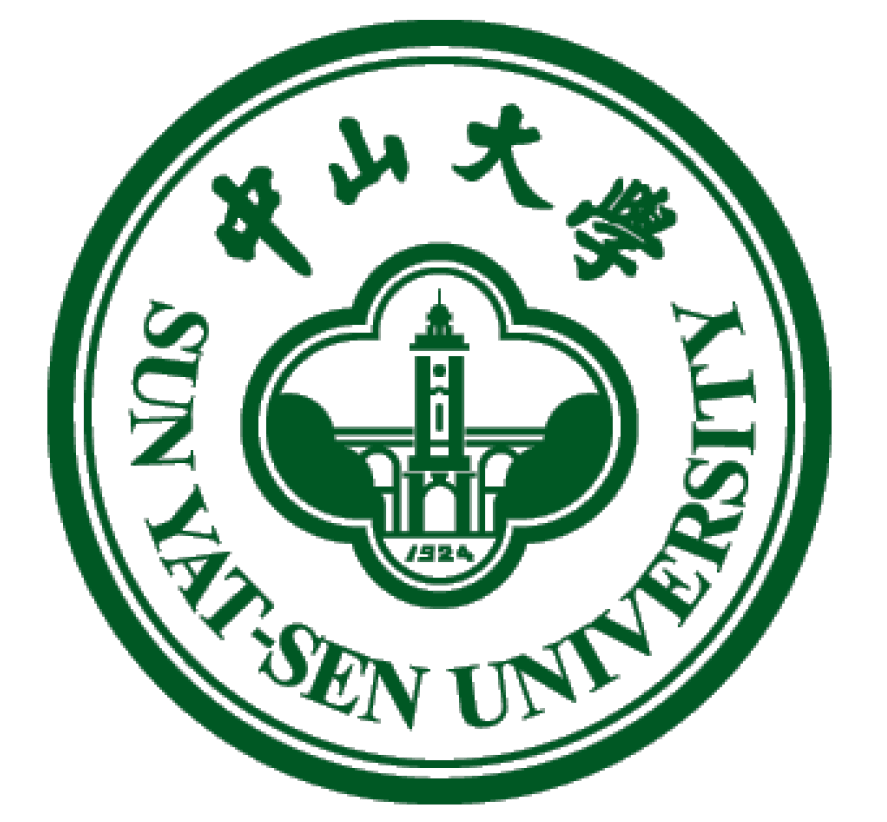 中山大學
SUN YAT-SEN UNIVERSITY
1924